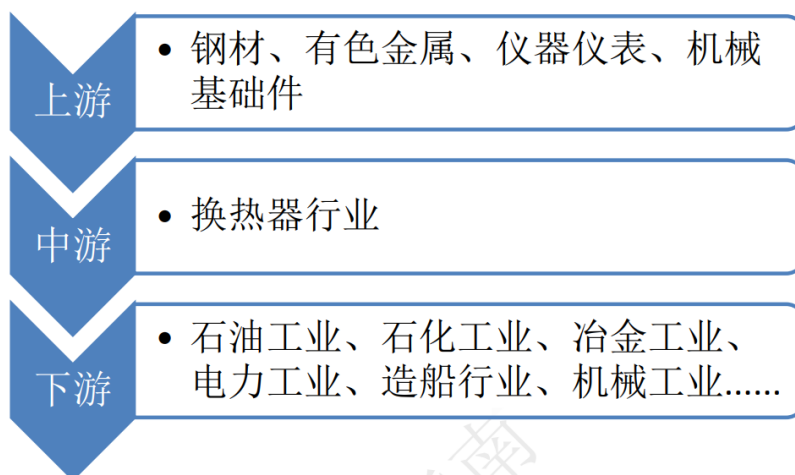 上游
• 钢材、有色金属、仪器仪表、机械
基础件
中游
• 换热器行业
下游
• 石油工业、石化工业、冶金工业、
电力工业、造船行业、机械工业......
南